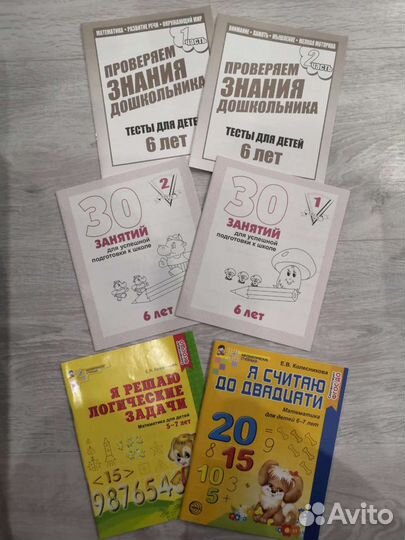 МАТЕМАТИКА • РАЗВИТИЕ РЕЧИ • ОКРУЖАЮЩИЙ МИР
1 часть
ПРОВЕРЯЕМ
ЗНАНИЯ
ДОШКОЛЬНИКА
ТЕСТЫ ДЛЯ ДЕТЕЙ
6 лет
ВНИМАНИЕ • ПАМЯТЬ • МЫШЛЕНИЕ • МЕЛКАЯ МОТОРИКА
2 часть
ПРОВЕРЯЕМ
ЗНАНИЯ
ДОШКОЛЬНИКА
ТЕСТЫ ДЛЯ ДЕТЕЙ
6 лет
2
30
ЗАНЯТИЙ
для успешной
подготовки к школе
6 лет
1
30
ЗАНЯТИЙ
для успешной
подготовки к школе
6 лет
Я РЕШАЮ
ЛОГИЧЕСКИЕ
ЗАДАЧИ
Математика для детей
5–7 лет
<15>
9876543
Е.В. Колесникова
Я СЧИТАЮ
ДО ДВАДЦАТИ
Математика
для детей 6–7 лет
20
9
8
15
10
3
5+
Avito